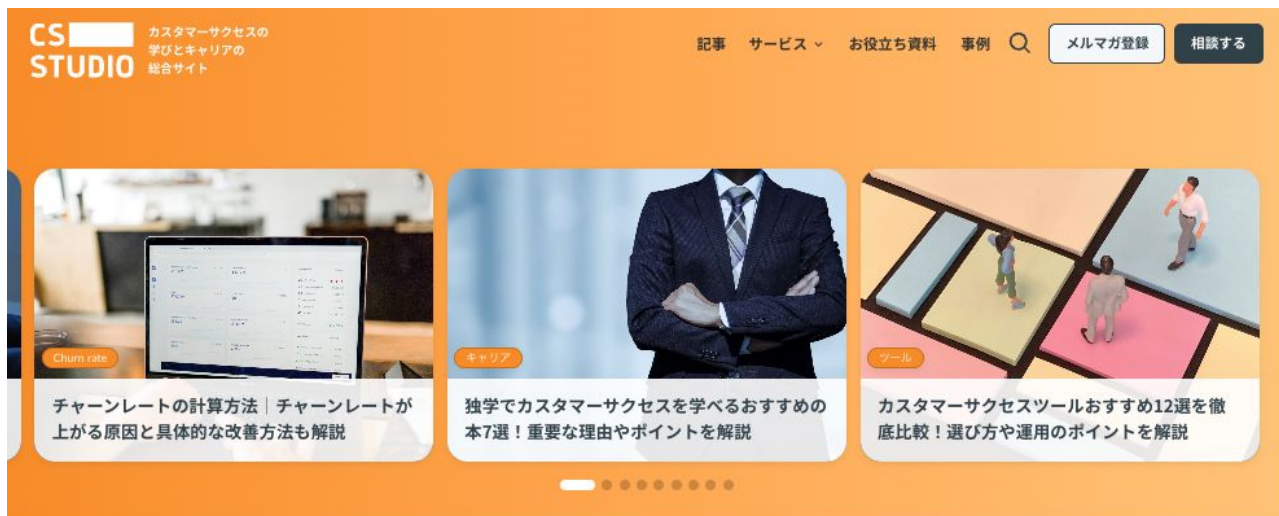 CS
STUDIO
カスタマーサクセスの
学びとキャリアの
総合サイト
記事 サービス お役立ち資料 事例 メルマガ登録 相談する
Churn rate
チャーンレートの計算方法｜チャーンレートが
上がる原因と具体的な改善方法も解説
キャリア
独学でカスタマーサクセスを学べるおすすめの
本7選！重要な理由やポイントを解説
ツール
カスタマーサクセスツールおすすめ12選を徹
底比較！選び方や運用のポイントを解説